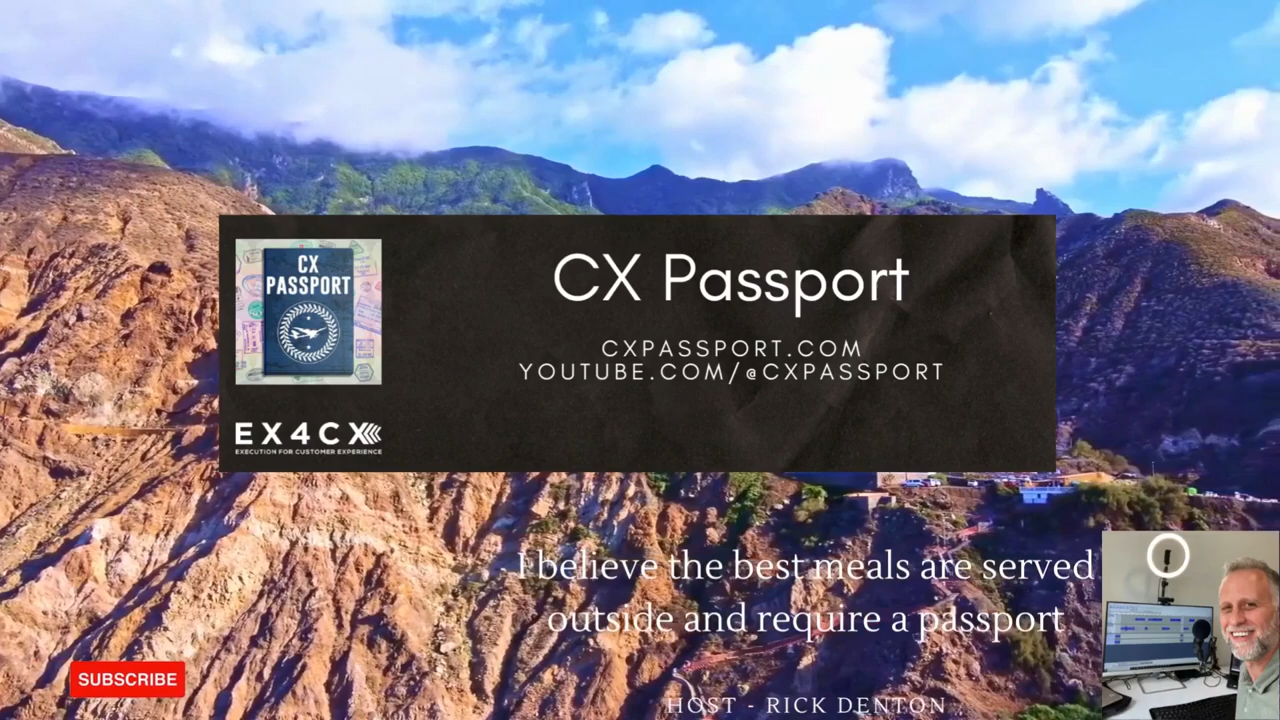 CX Passport
CXPASSPORT.COM
YOUTUBE.COM/@CXPASSPORT
CX
PASSPORT
EX4CX
EXECUTION FOR CUSTOMER EXPERIENCE
I believe the best meals are served
outside and require a passport
SUBSCRIBE
HOST - RICK DENTON